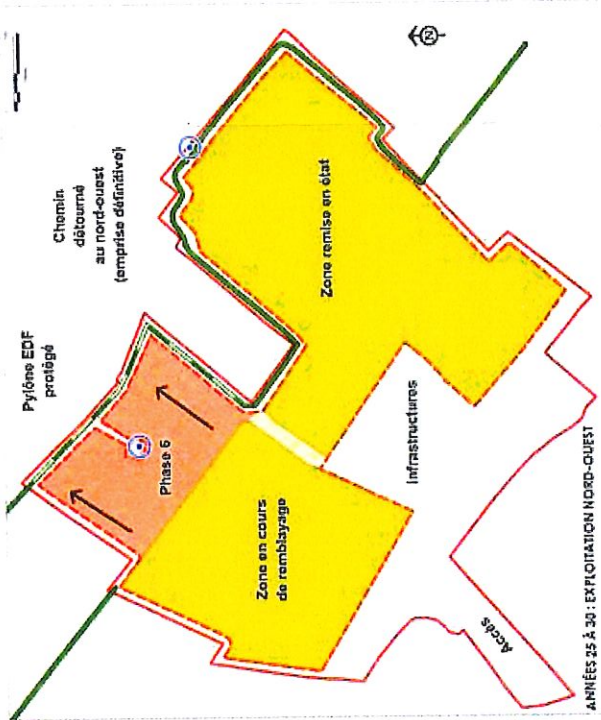 Pylône EDF
protégé
Chemin
détourné
au nord-ouest
(emprise définitive)
N
Phase 6
Zone en cours
de remblayage
Zone remise en état
Infrastructures
Accès
ANNÉES 25 À 30 : EXPLOITATION NORD-OUEST